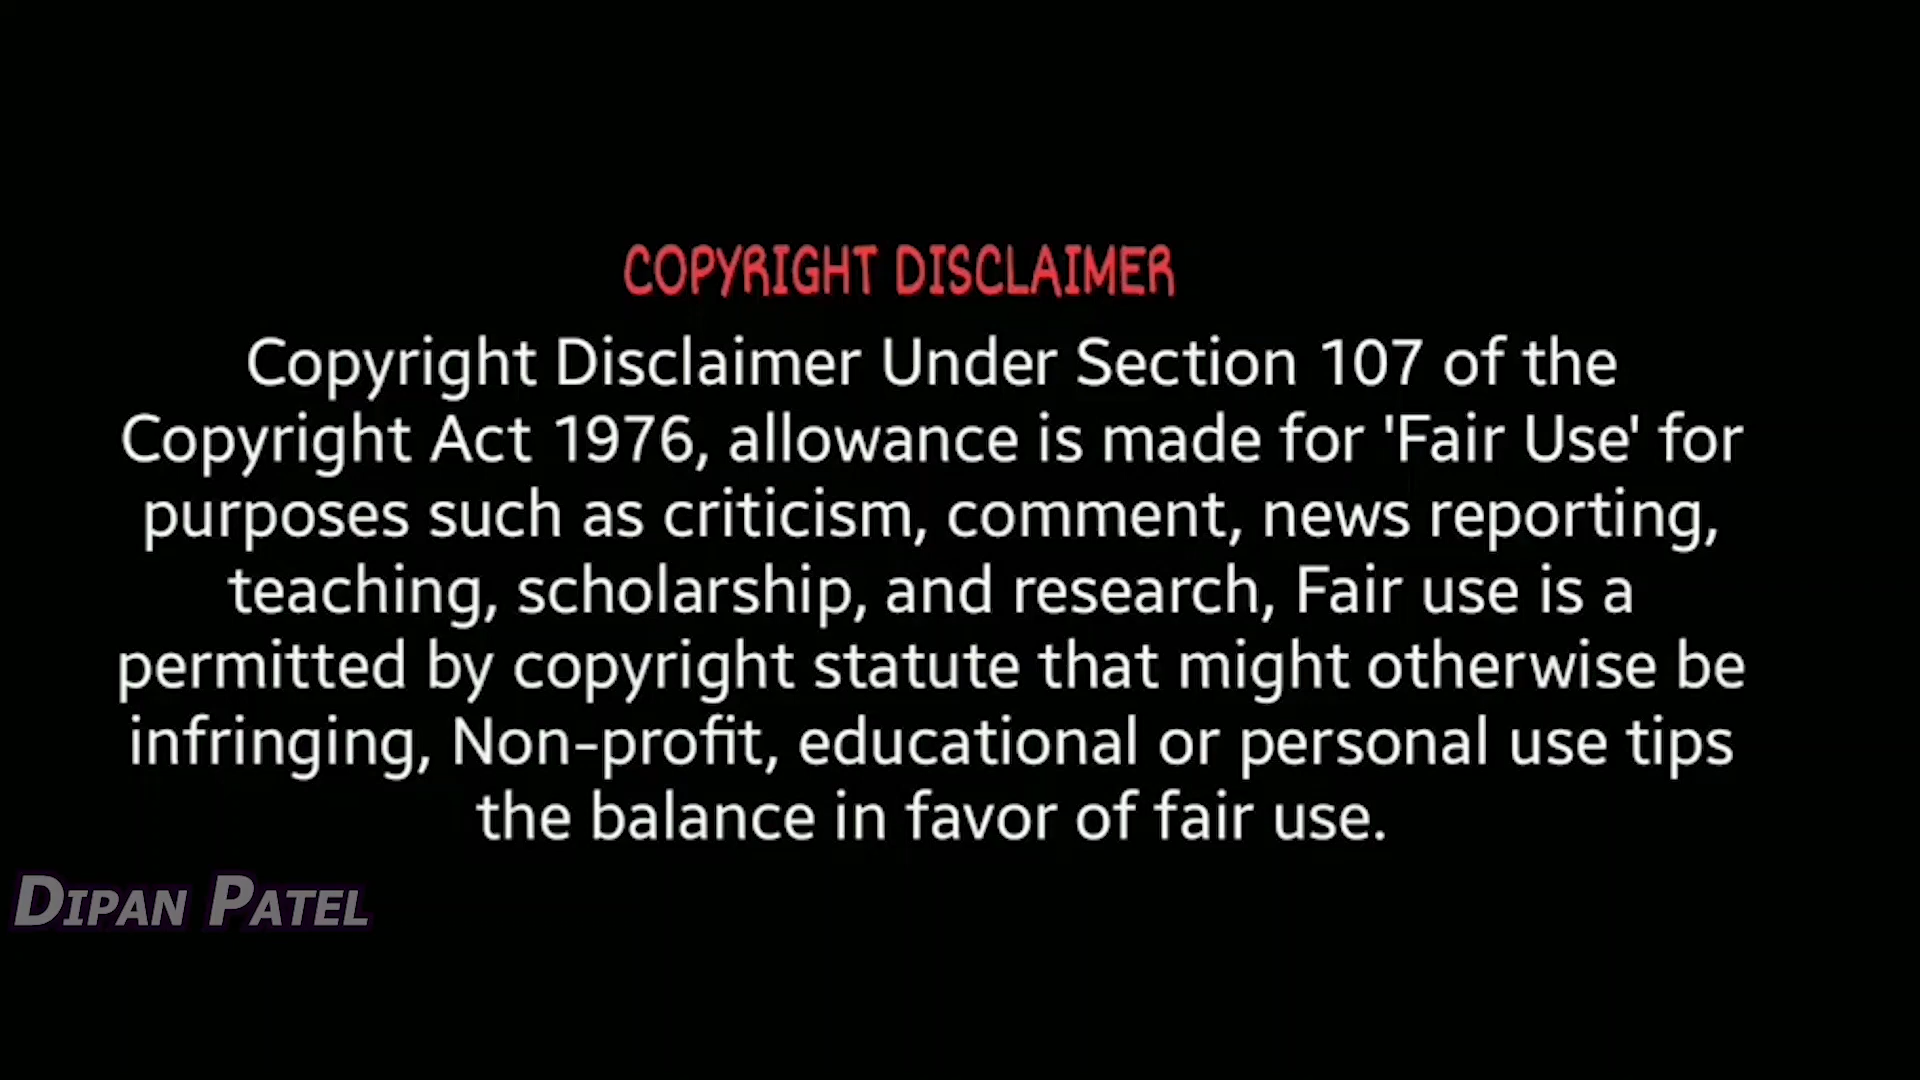 COPYRIGHT DISCLAIMER
Copyright Disclaimer Under Section 107 of the
Copyright Act 1976, allowance is made for 'Fair Use' for
purposes such as criticism, comment, news reporting,
teaching, scholarship, and research, Fair use is a
permitted by copyright statute that might otherwise be
infringing, Non-profit, educational or personal use tips
the balance in favor of fair use.
DIPAN PATEL